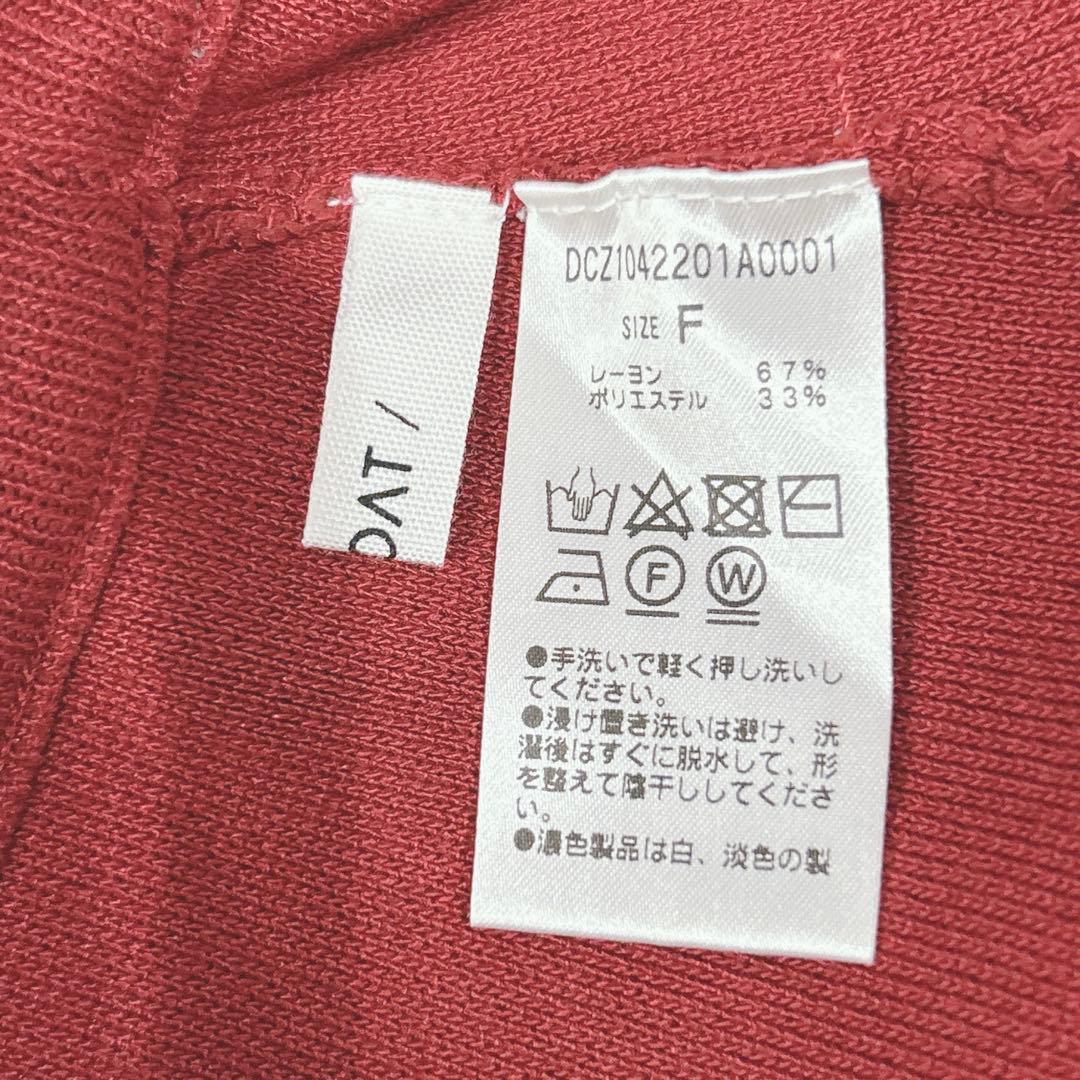 OAT /
DCZ1042201A0001
SIZE F
レーヨン 67%
ポリエステル 33%
F W
●手洗いで軽く押し洗いし
てください。
●浸け置き洗いは避け、洗
濯後はすぐに脱水して、形
を整えて陰干ししてくださ
い。
●濃色製品は白、淡色の製